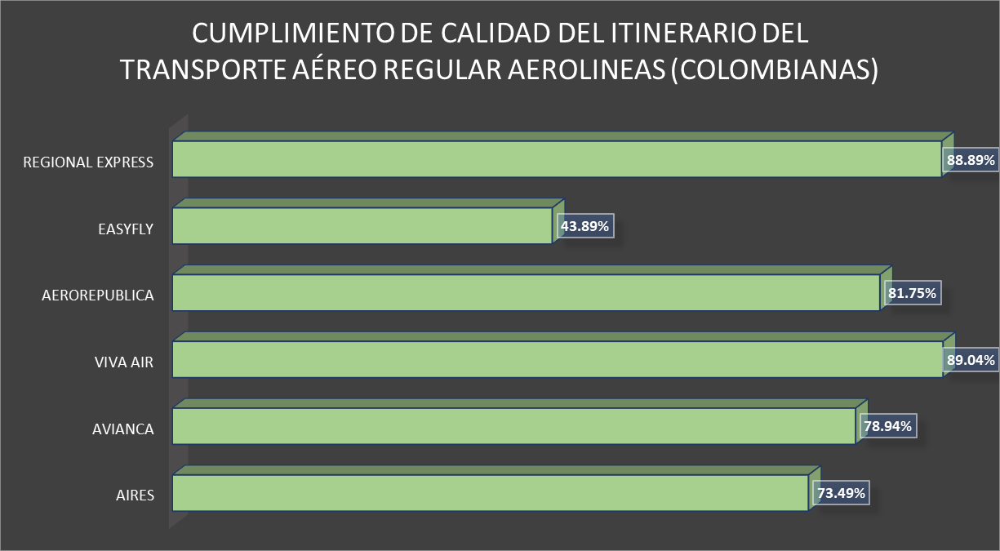 CUMPLIMIENTO DE CALIDAD DEL ITINERARIO DEL
TRANSPORTE AÉREO REGULAR AEROLINEAS (COLOMBIANAS)
REGIONAL EXPRESS 88.89%
EASYFLY 43.89%
AEROREPUBLICA 81.75%
VIVA AIR 89.04%
AVIANCA 78.94%
AIRES 73.49%